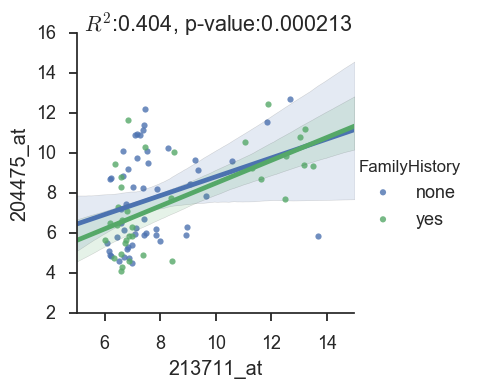 R²:0.404, p-value:0.000213
16
14
12
10
8
6
4
2
204475_at
6 8 10 12 14
213711_at
FamilyHistory
none
yes